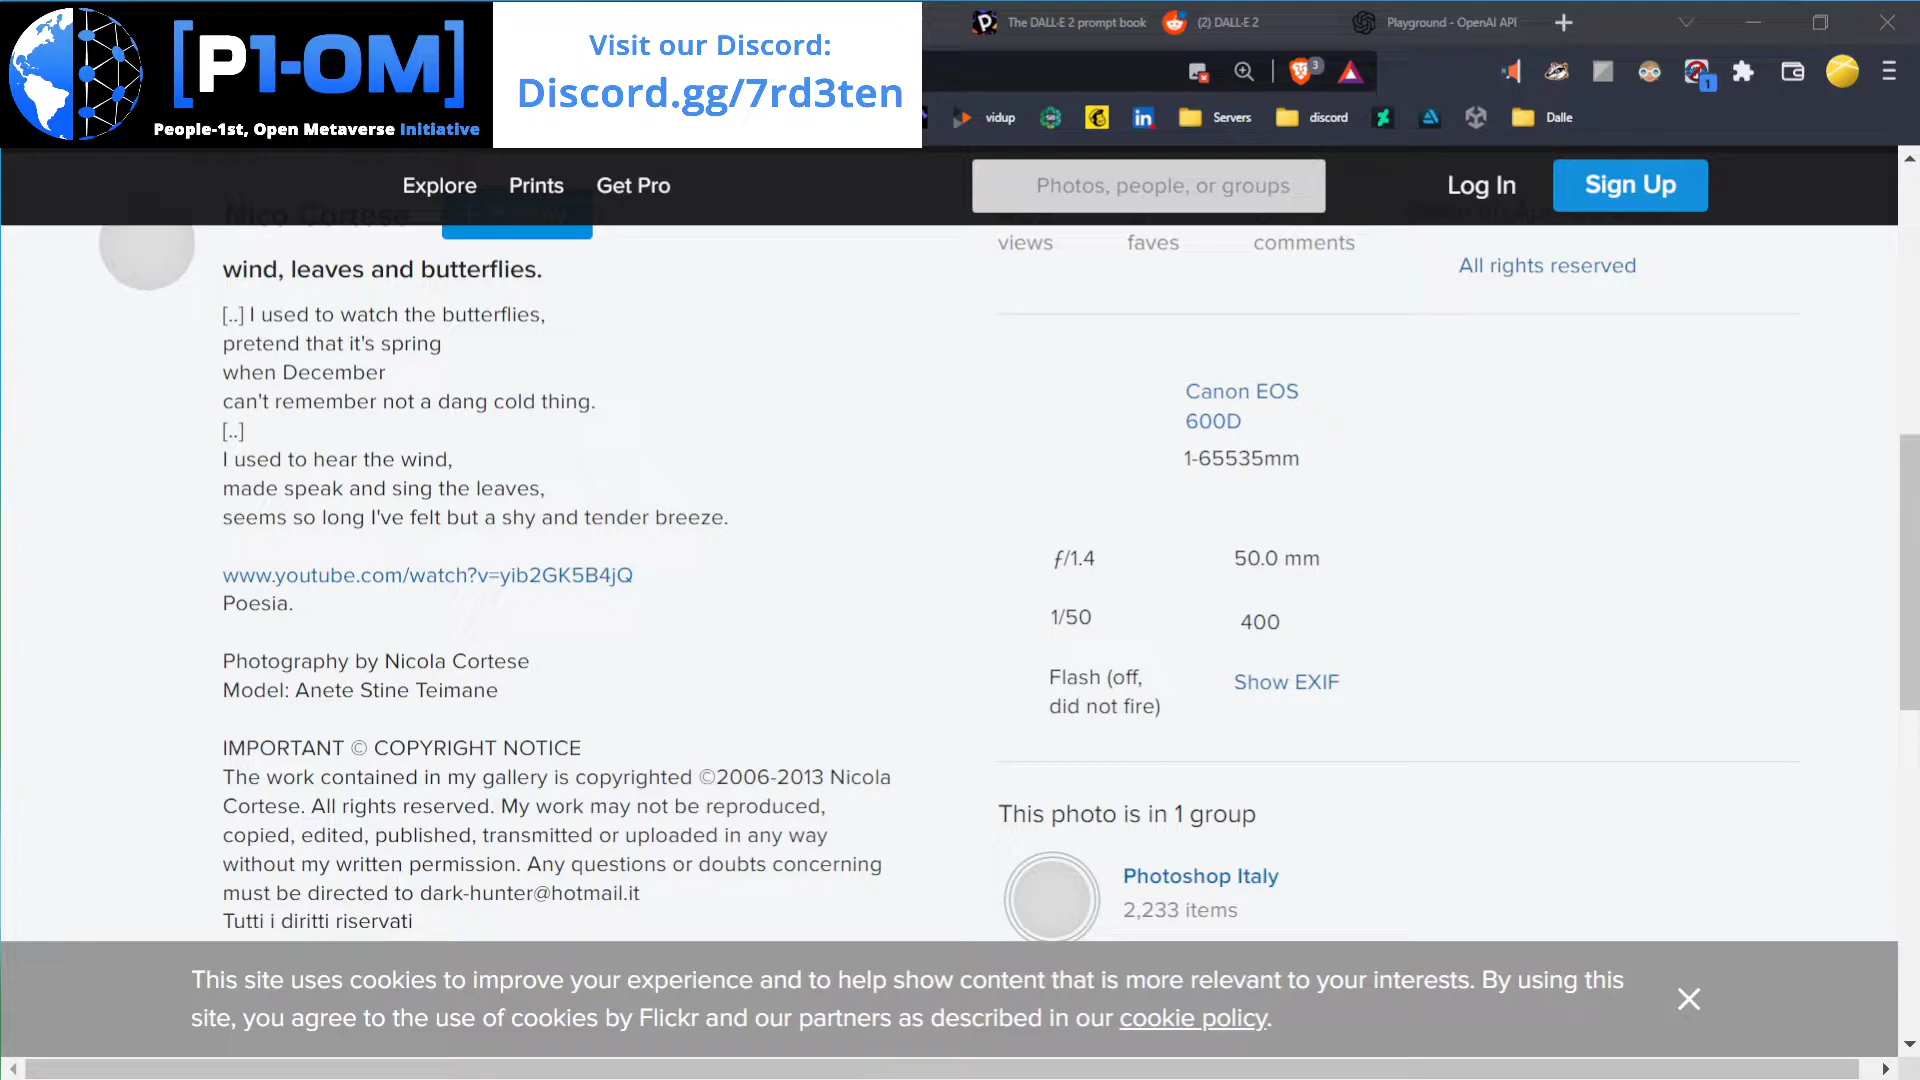 [P1-OM]
People-1st, Open Metaverse Initiative
Visit our Discord:
Discord.gg/7rd3ten
The DALL·E 2 prompt book
(2) DALL·E 2
Playground - OpenAI API
3
1
vidup
Servers
discord
Dalle
Explore
Prints
Get Pro
Photos, people, or groups
Log In
Sign Up
Nico Cortese
views
faves
comments
All rights reserved
wind, leaves and butterflies.
[..] I used to watch the butterflies,
pretend that it's spring
when December
can't remember not a dang cold thing.
[..]
I used to hear the wind,
made speak and sing the leaves,
seems so long I've felt but a shy and tender breeze.
www.youtube.com/watch?v=yib2GK5B4jQ
Poesia.
Photography by Nicola Cortese
Model: Anete Stine Teimane
IMPORTANT © COPYRIGHT NOTICE
The work contained in my gallery is copyrighted ©2006-2013 Nicola
Cortese. All rights reserved. My work may not be reproduced,
copied, edited, published, transmitted or uploaded in any way
without my written permission. Any questions or doubts concerning
must be directed to dark-hunter@hotmail.it
Tutti i diritti riservati
Canon EOS
600D
1-65535mm
ƒ/1.4
50.0 mm
1/50
400
Flash (off,
did not fire)
Show EXIF
This photo is in 1 group
Photoshop Italy
2,233 items
This site uses cookies to improve your experience and to help show content that is more relevant to your interests. By using this
site, you agree to the use of cookies by Flickr and our partners as described in our cookie policy.